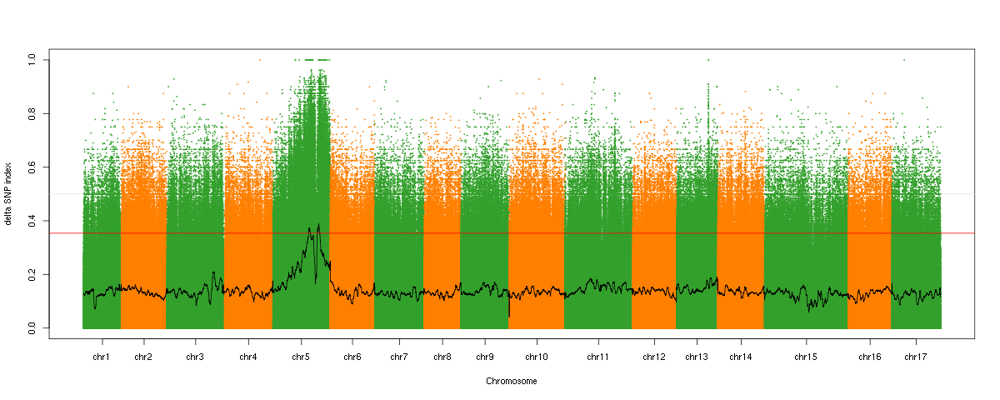 delta SNP index
1.0
0.8
0.6
0.4
0.2
0.0
chr1 chr2 chr3 chr4 chr5 chr6 chr7 chr8 chr9 chr10 chr11 chr12 chr13 chr14 chr15 chr16 chr17
Chromosome